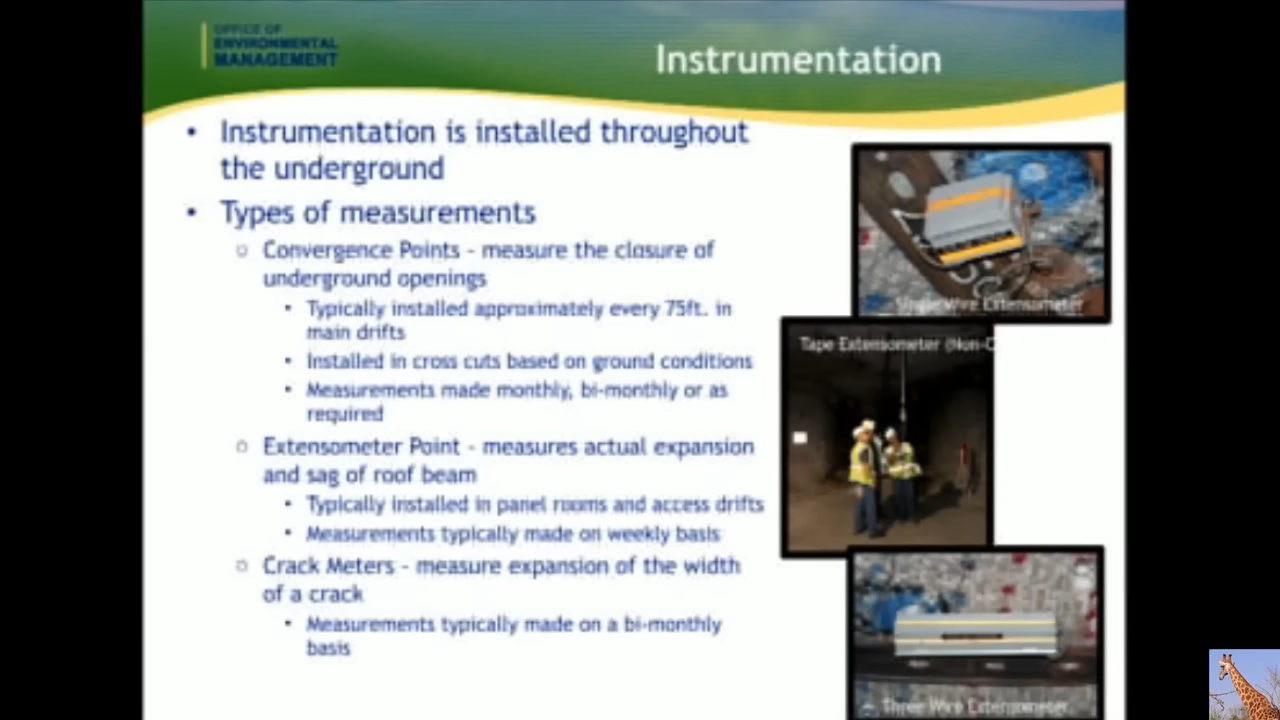 OFFICE OF
ENVIRONMENTAL
MANAGEMENT
Instrumentation
• Instrumentation is installed throughout
the underground
• Types of measurements
○ Convergence Points - measure the closure of
underground openings
• Typically installed approximately every 75ft. in
main drifts
• Installed in cross cuts based on ground conditions
• Measurements made monthly, bi-monthly or as
required
○ Extensometer Point - measures actual expansion
and sag of roof beam
• Typically installed in panel rooms and access drifts
• Measurements typically made on weekly basis
○ Crack Meters - measure expansion of the width
of a crack
• Measurements typically made on a bi-monthly
basis
Single Wire Extensometer
Tape Extensometer (Non-C
Three Wire Extensometer